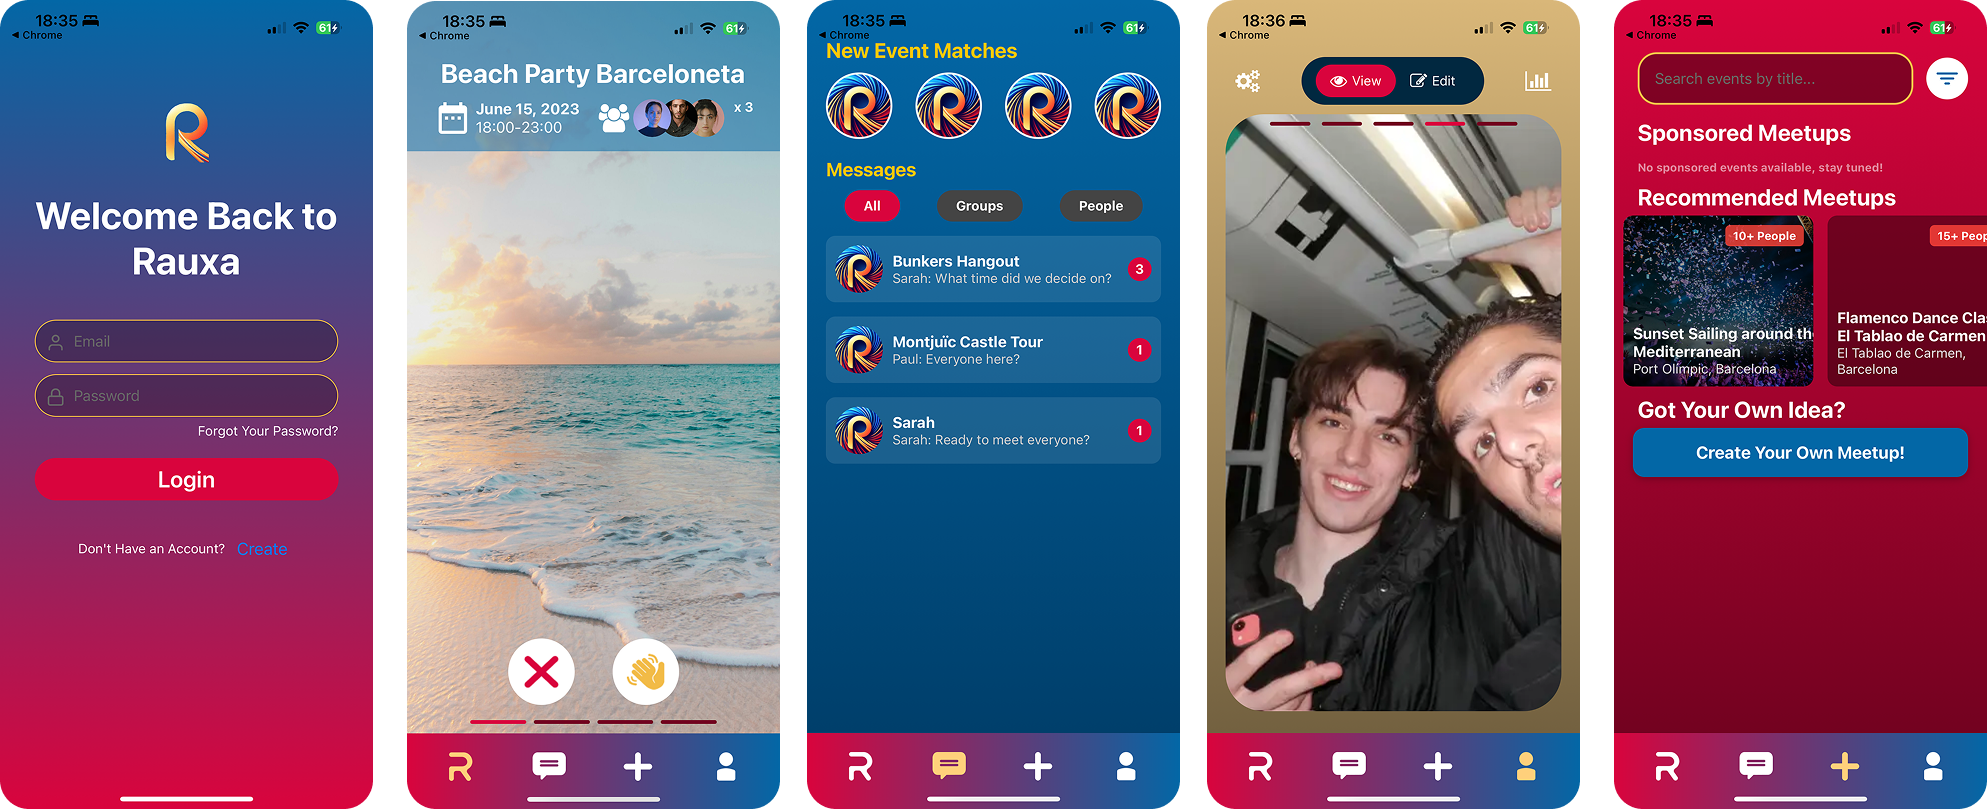 18:35
Chrome
61
Welcome Back to
Rauxa
Email
Password
Forgot Your Password?
Login
Don't Have an Account? Create
18:35
Chrome
61
Beach Party Barceloneta
June 15, 2023
18:00-23:00
x 3
R
18:35
Chrome
61
New Event Matches
Messages
All Groups People
Bunkers Hangout
Sarah: What time did we decide on?
3
Montjuïc Castle Tour
Paul: Everyone here?
1
Sarah
Sarah: Ready to meet everyone?
1
R
18:36
Chrome
61
View Edit
R
18:35
Chrome
61
Search events by title...
Sponsored Meetups
No sponsored events available, stay tuned!
Recommended Meetups
10+ People
Sunset Sailing around th
Mediterranean
Port Olímpic, Barcelona
15+ Peop
Flamenco Dance Cla
El Tablao de Carmen
El Tablao de Carmen,
Barcelona
Got Your Own Idea?
Create Your Own Meetup!
R